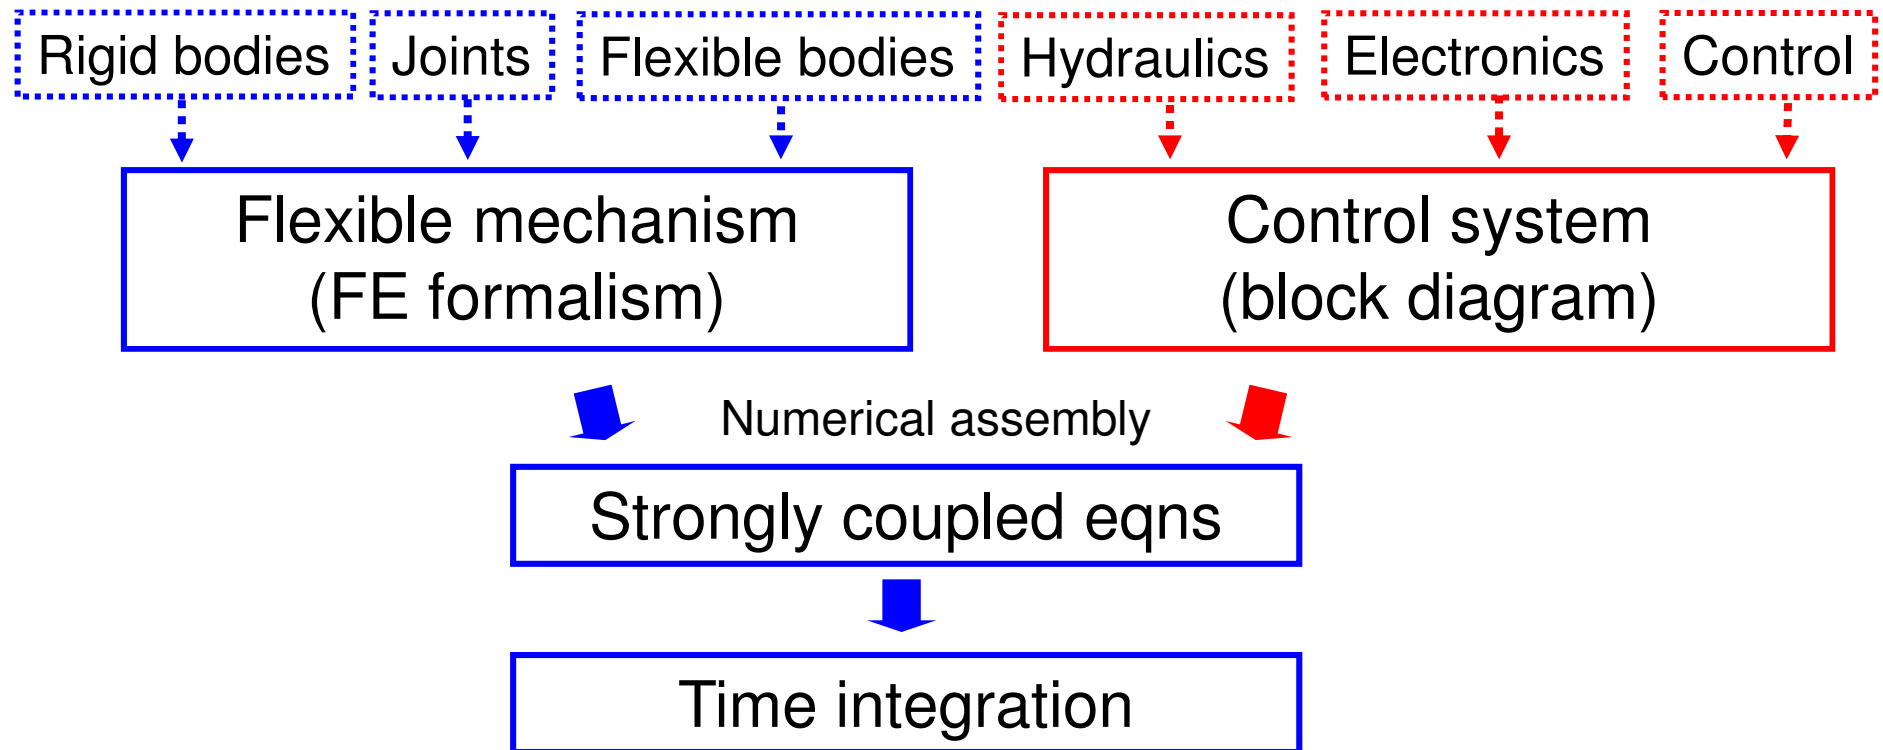 Rigid bodies
Joints
Flexible bodies
Hydraulics
Electronics
Control
Flexible mechanism
(FE formalism)
Control system
(block diagram)
Numerical assembly
Strongly coupled eqns
Time integration